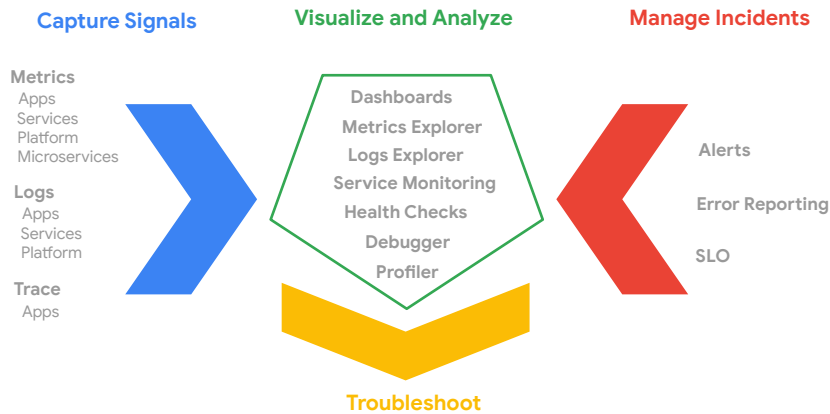 Capture Signals
Metrics
Apps
Services
Platform
Microservices
Logs
Apps
Services
Platform
Trace
Apps
Visualize and Analyze
Dashboards
Metrics Explorer
Logs Explorer
Service Monitoring
Health Checks
Debugger
Profiler
Manage Incidents
Alerts
Error Reporting
SLO
Troubleshoot